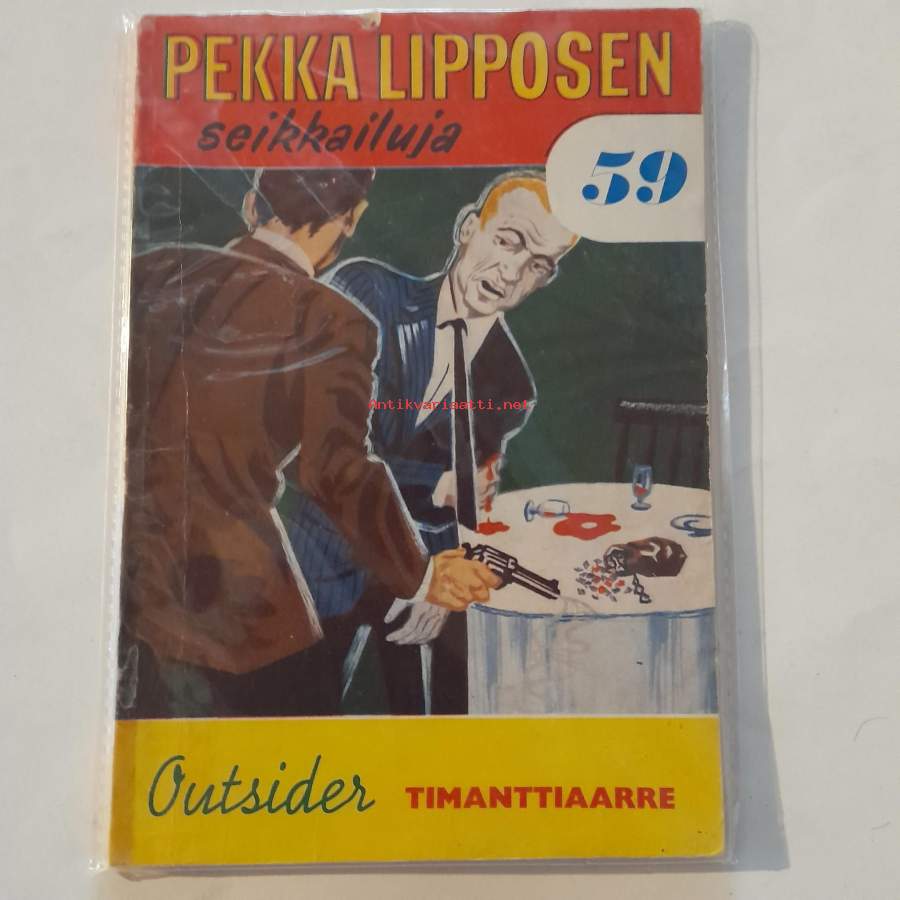 PEKKA LIPPOSEN
seikkailuja
59
Antikvariaatti.net
Outsider TIMANTTIAARRE